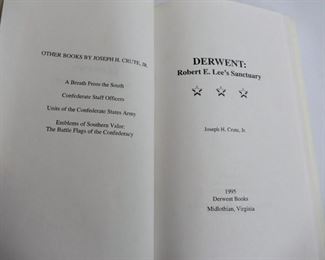 OTHER BOOKS BY JOSEPH H. CRUTE, JR.
A Breath From the South
Confederate Staff Officers
Units of the Confederate States Army
Emblems of Southern Valor:
The Battle Flags of the Confederacy
DERWENT:
Robert E. Lee's Sanctuary
Joseph H. Crute, Jr.
1995
Derwent Books
Midlothian, Virginia